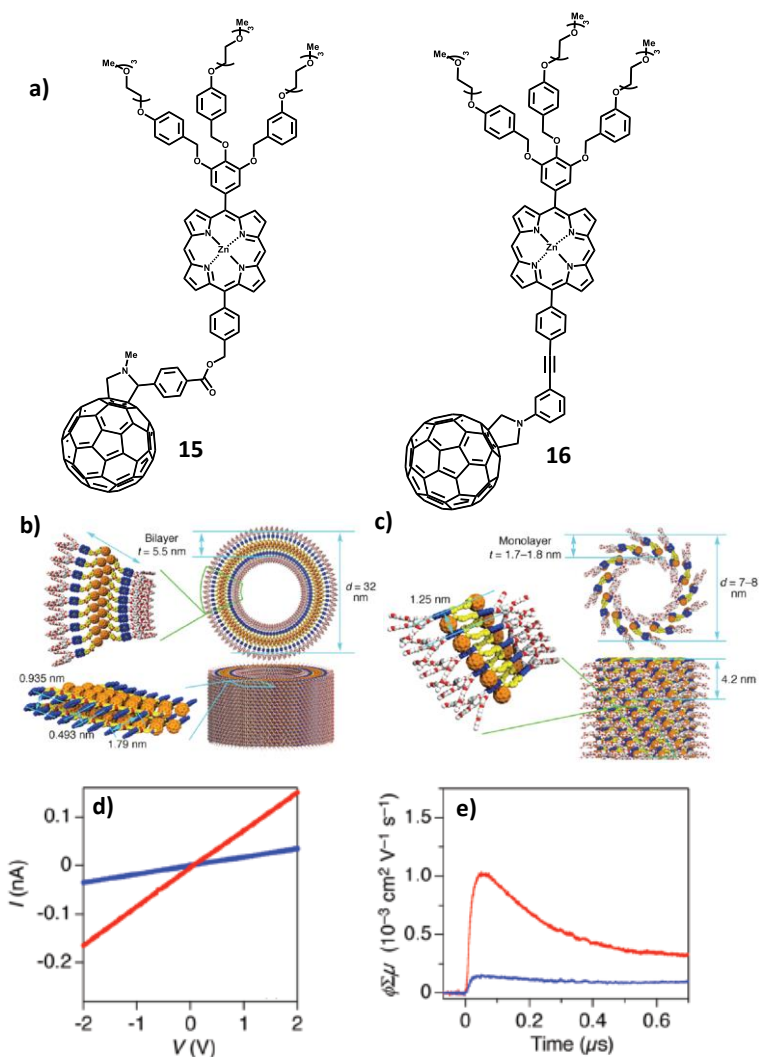 a)
Me
O
3
O
O
Me
O
3
O
O
Me
O
3
O
O
O
O
O
N
N
Zn
N
N
Me
N
O
O
15
Me
O
3
O
O
Me
O
3
O
O
Me
O
3
O
O
O
O
O
N
N
Zn
N
N
N
16
b)
Bilayer
t = 5.5 nm
d = 32
nm
0.935 nm
0.493 nm
1.79 nm
c)
Monolayer
t = 1.7–1.8 nm
1.25 nm
d = 7–8
nm
4.2 nm
d)
0.1
0
-0.1
-0.2
I (nA)
-2
-1
0
1
2
V (V)
e)
1.5
1.0
0.5
0
ϕΣμ (10⁻³ cm² V⁻¹ s⁻¹)
0
0.2
0.4
0.6
Time (μs)